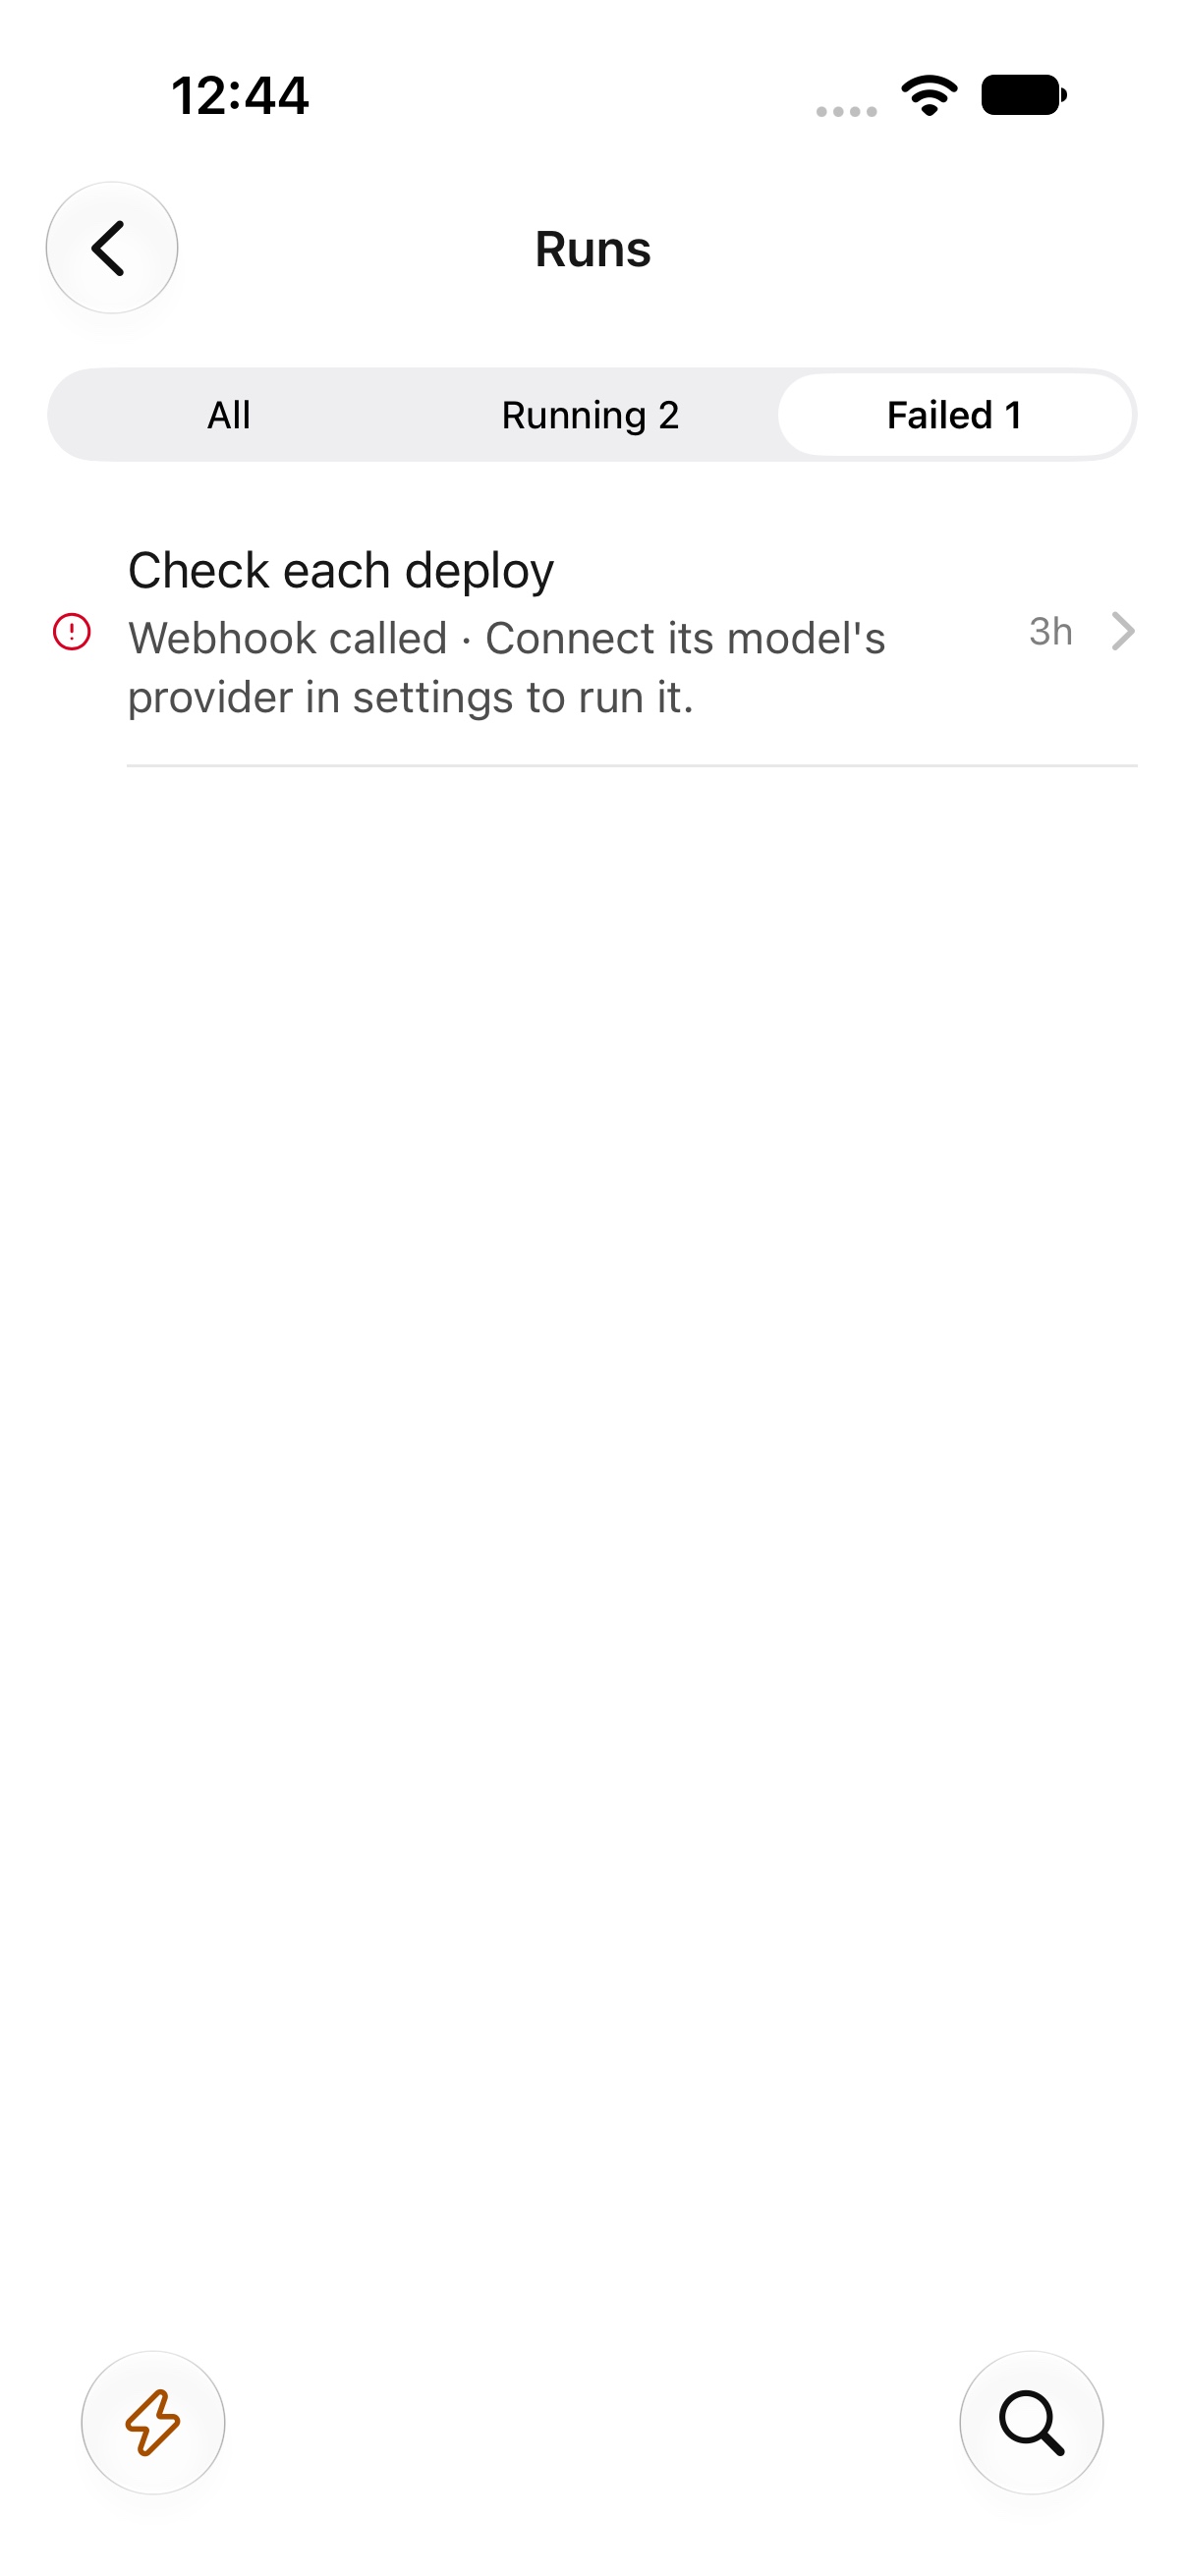 12:44
Runs
All
Running 2
Failed 1
Check each deploy
Webhook called · Connect its model's
provider in settings to run it.
3h